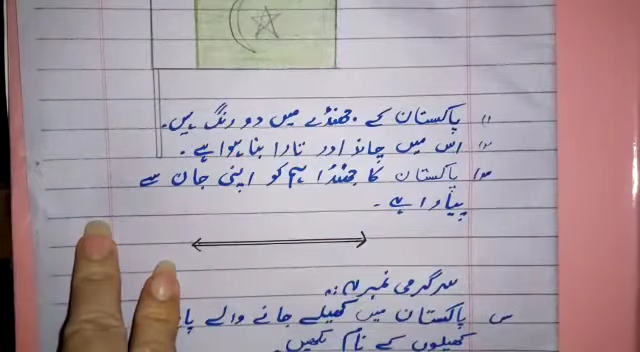 ۱) پاکستان کے جھنڈے میں دو رنگ ہیں۔
۲) اس میں چاند اور تارا بنا ہوا ہے۔
۳) پاکستان کا جھنڈا ہم کو اپنی جان سے
پیارا ہے۔
سرگرمی نمبر
س پاکستان میں کھیلے جانے والے
کھیلوں کے نام لکھیں۔